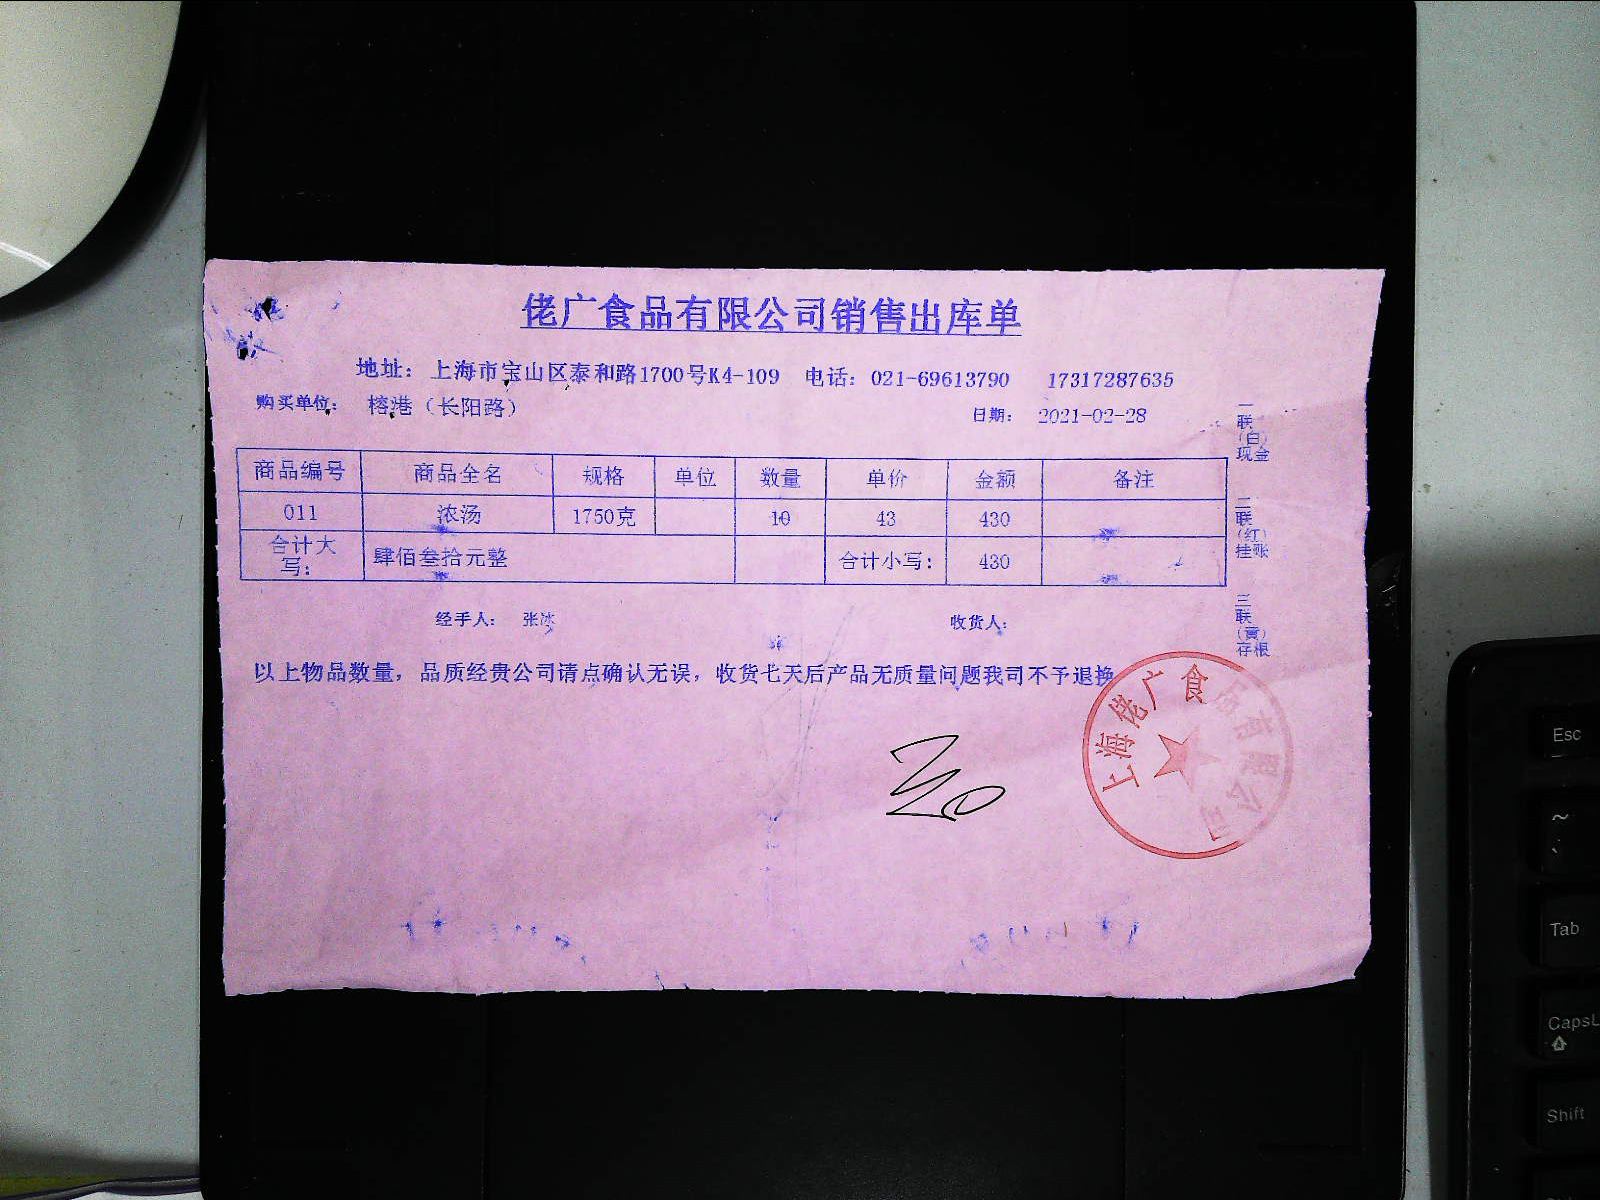 佬广食品有限公司销售出库单
地址：上海市宝山区泰和路1700号K4-109 电话：021-69613790 17317287635
购买单位： 榕港（长阳路） 日期： 2021-02-28
商品编号 商品全名 规格 单位 数量 单价 金额 备注
011 浓汤 1750克 10 43 430
合计大写： 肆佰叁拾元整 合计小写： 430
经手人： 张冰 收货人：
以上物品数量，品质经贵公司请点确认无误，收货七天后产品无质量问题我司不予退换
一联（白）现金
二联（红）挂账
三联（黄）存根
上海佬广食品有限公司
Esc
~
`
Tab
CapsL
Shift